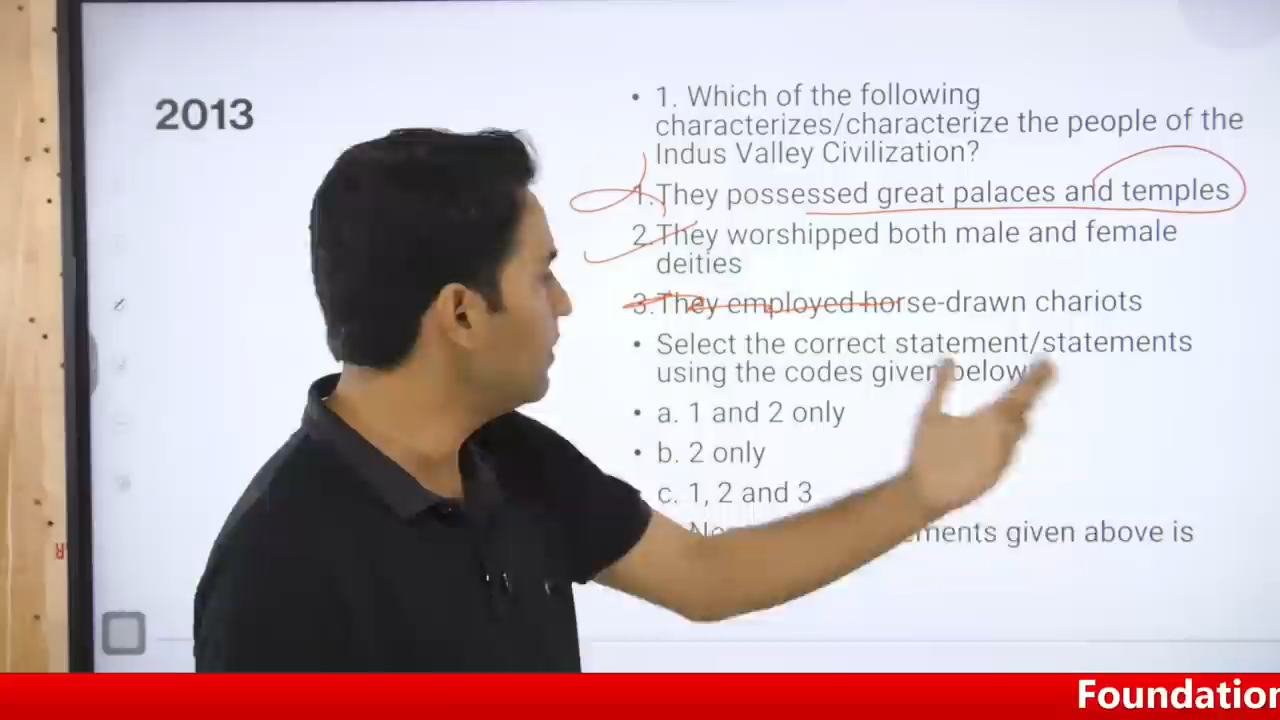 2013
• 1. Which of the following
characterizes/characterize the people of the
Indus Valley Civilization?
1. They possessed great palaces and temples
2. They worshipped both male and female
deities
3. They employed horse-drawn chariots
• Select the correct statement/statements
using the codes given below
• a. 1 and 2 only
• b. 2 only
c. 1, 2 and 3
given above is
Foundation